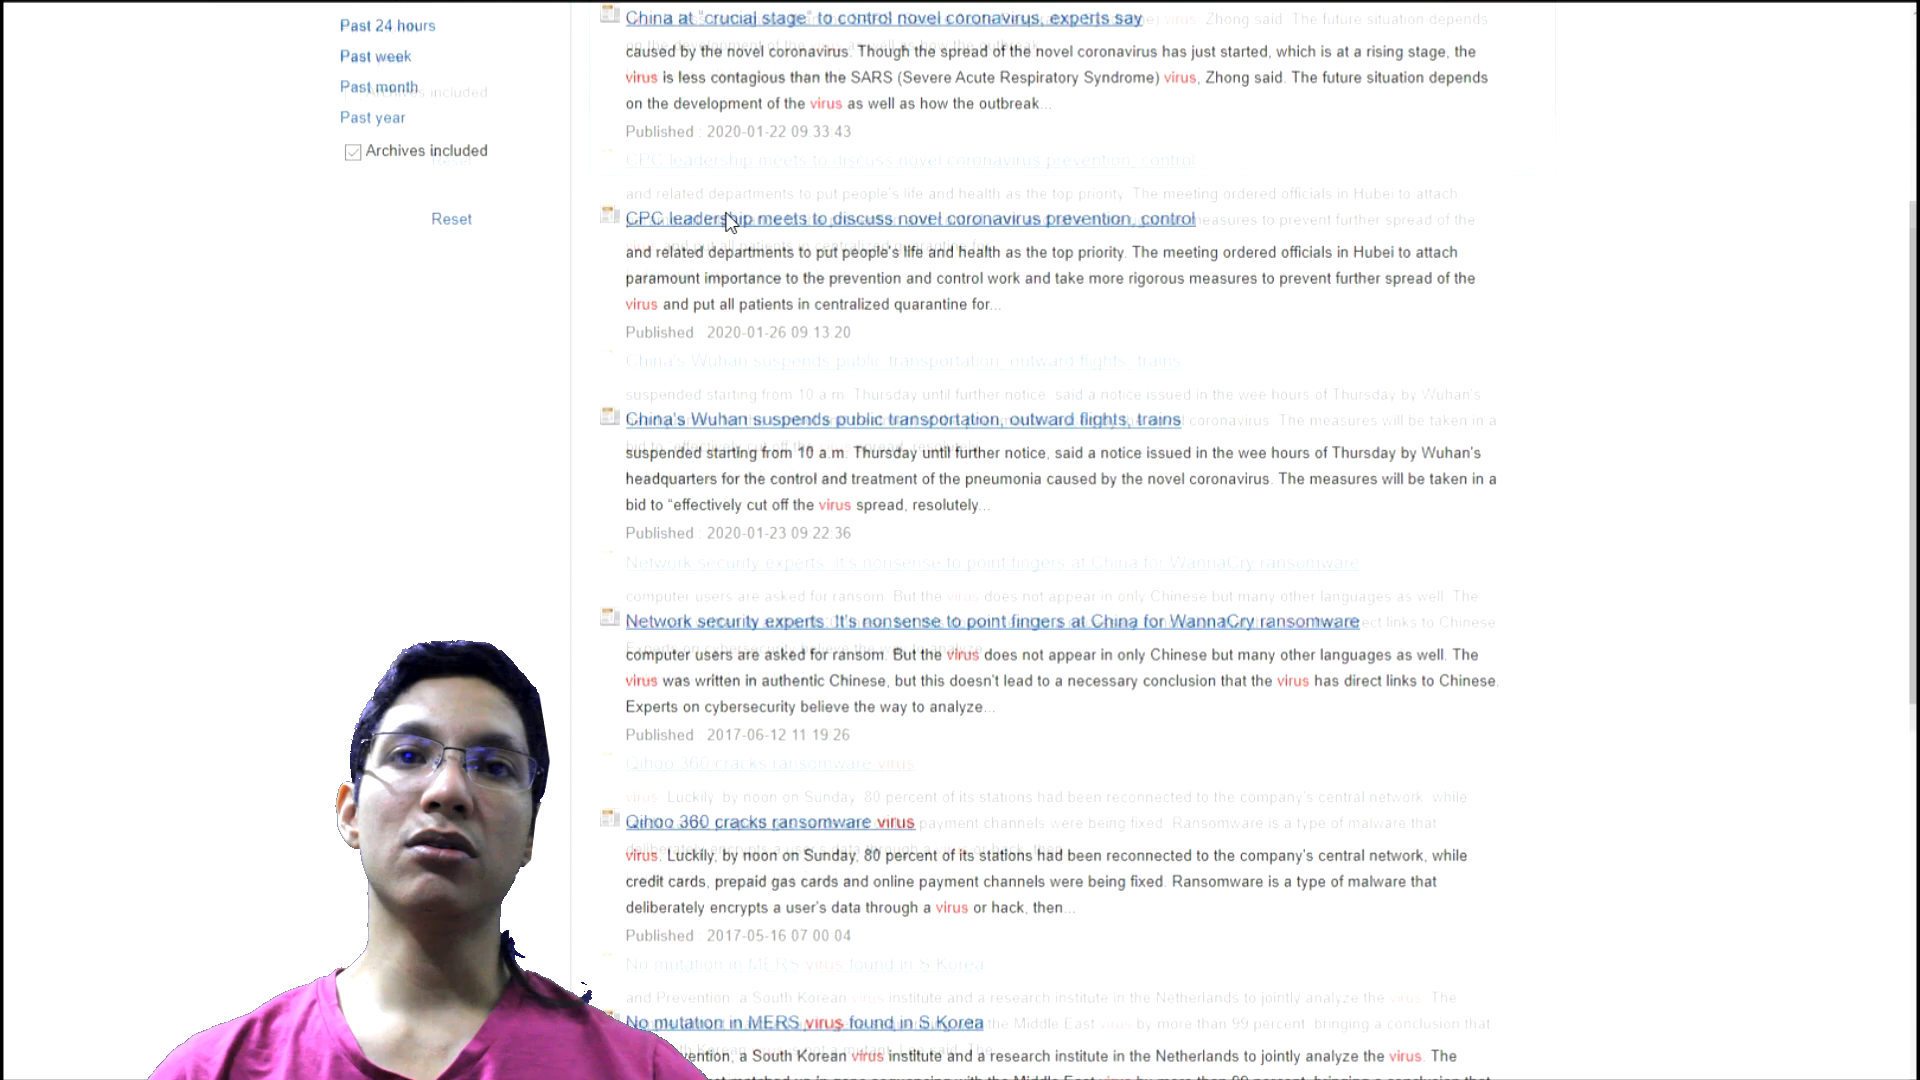 Past 24 hours
Past week
Past month
Past year
Archives included
Reset
China at "crucial stage" to control novel coronavirus, experts say
caused by the novel coronavirus. Though the spread of the novel coronavirus has just started, which is at a rising stage, the
virus is less contagious than the SARS (Severe Acute Respiratory Syndrome) virus, Zhong said. The future situation depends
on the development of the virus as well as how the outbreak...
Published : 2020-01-22 09:33:43
CPC leadership meets to discuss novel coronavirus prevention, control
and related departments to put people's life and health as the top priority. The meeting ordered officials in Hubei to attach
paramount importance to the prevention and control work and take more rigorous measures to prevent further spread of the
virus and put all patients in centralized quarantine for...
Published : 2020-01-26 09:13:20
China's Wuhan suspends public transportation, outward flights, trains
suspended starting from 10 a.m. Thursday until further notice, said a notice issued in the wee hours of Thursday by Wuhan's
headquarters for the control and treatment of the pneumonia caused by the novel coronavirus. The measures will be taken in a
bid to "effectively cut off the virus spread, resolutely...
Published : 2020-01-23 09:22:36
Network security experts: It's nonsense to point fingers at China for WannaCry ransomware
computer users are asked for ransom. But the virus does not appear in only Chinese but many other languages as well. The
virus was written in authentic Chinese, but this doesn't lead to a necessary conclusion that the virus has direct links to Chinese.
Experts on cybersecurity believe the way to analyze...
Published : 2017-06-12 11:19:26
Qihoo 360 cracks ransomware virus
virus. Luckily, by noon on Sunday, 80 percent of its stations had been reconnected to the company's central network, while
credit cards, prepaid gas cards and online payment channels were being fixed. Ransomware is a type of malware that
deliberately encrypts a user's data through a virus or hack, then...
Published : 2017-05-16 07:00:04
No mutation in MERS virus found in S.Korea
a South Korean virus institute and a research institute in the Netherlands to jointly analyze the virus. The